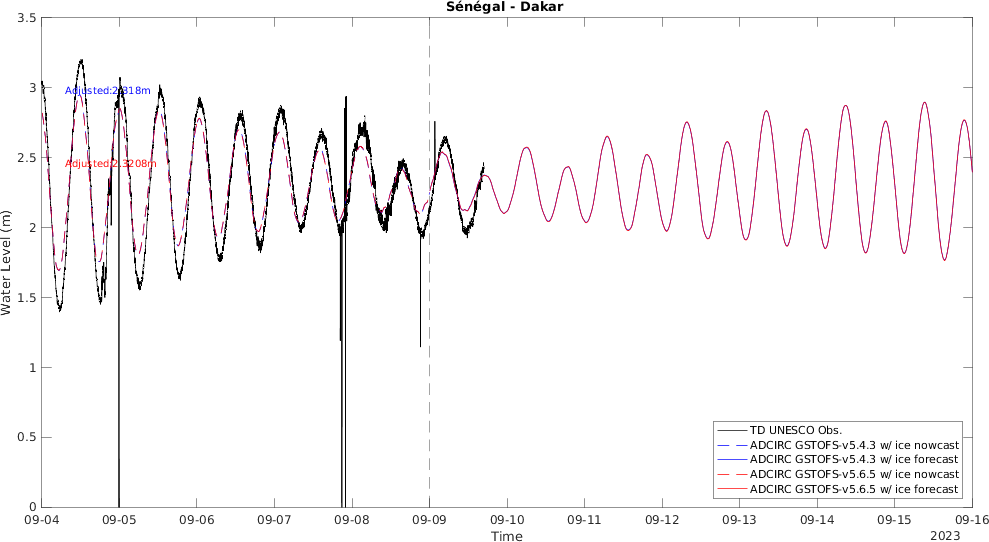 Sénégal - Dakar
3.5
3
2.5
2
1.5
1
0.5
0
Water Level (m)
Adjusted:2.818m
Adjusted:2.3208m
TD UNESCO Obs.
ADCIRC GSTOFS-v5.4.3 w/ ice nowcast
ADCIRC GSTOFS-v5.4.3 w/ ice forecast
ADCIRC GSTOFS-v5.6.5 w/ ice nowcast
ADCIRC GSTOFS-v5.6.5 w/ ice forecast
09-04 09-05 09-06 09-07 09-08 09-09 09-10 09-11 09-12 09-13 09-14 09-15 09-16
Time
2023